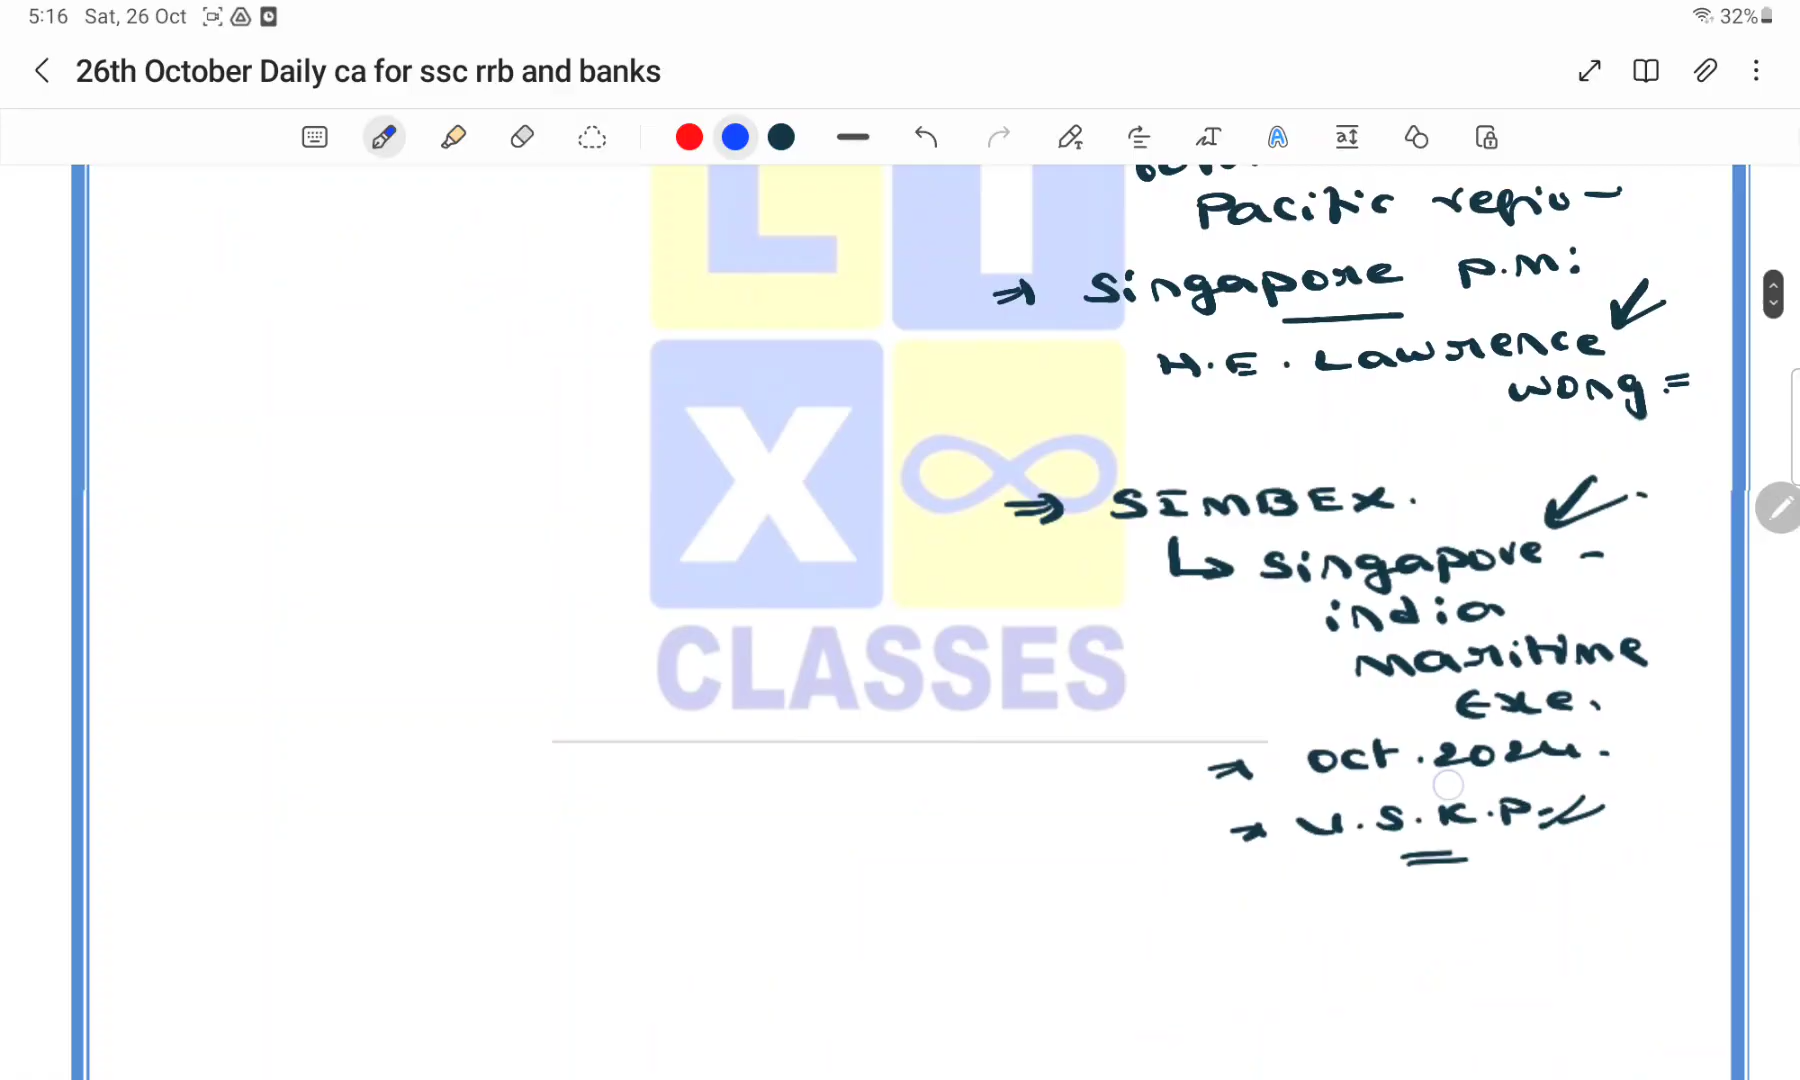 5:16 Sat, 26 Oct
32%
26th October Daily ca for ssc rrb and banks
Pacific regio-
⇒ Singapore P.M:
H.E. Lawrence
wong =
⇒ SIMBEX.
↳ Singapore -
india
maritime
Exe.
→ Oct. 2024.
→ V.S.K.P
L
X ∞
CLASSES